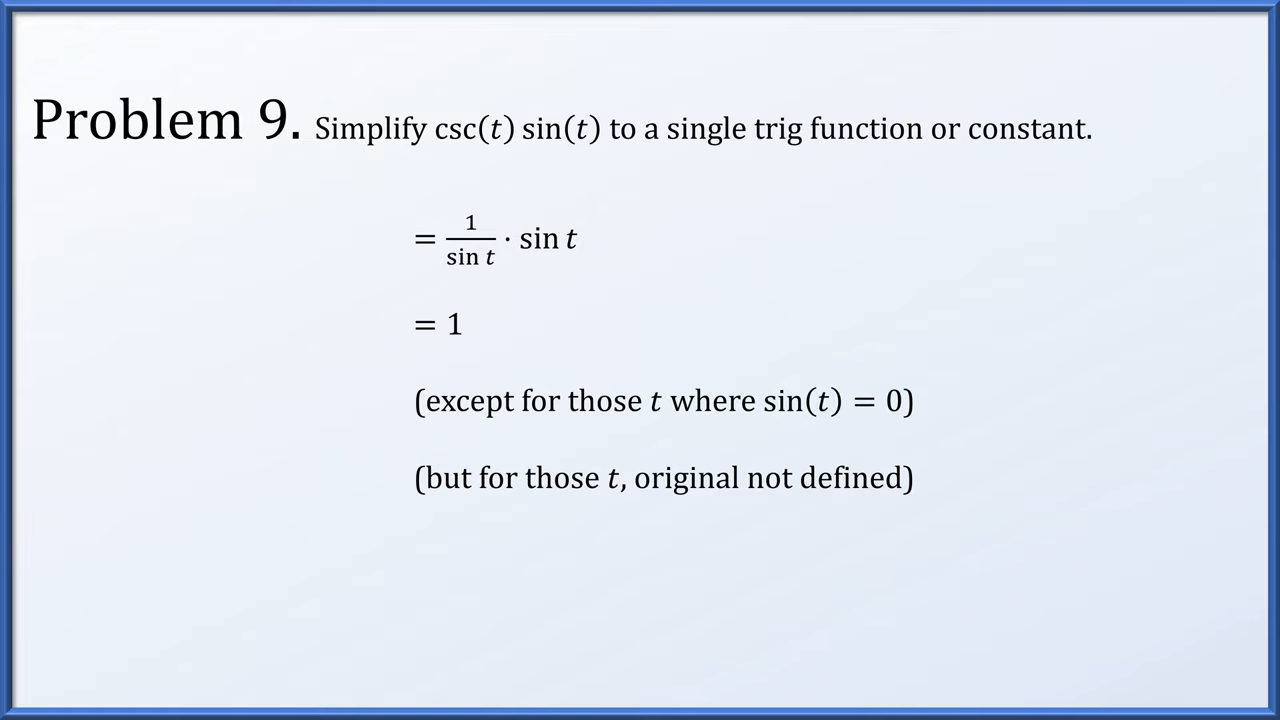 Problem 9. Simplify csc(t) sin(t) to a single trig function or constant.
= 1/sin t · sin t
= 1
(except for those t where sin(t) = 0)
(but for those t, original not defined)